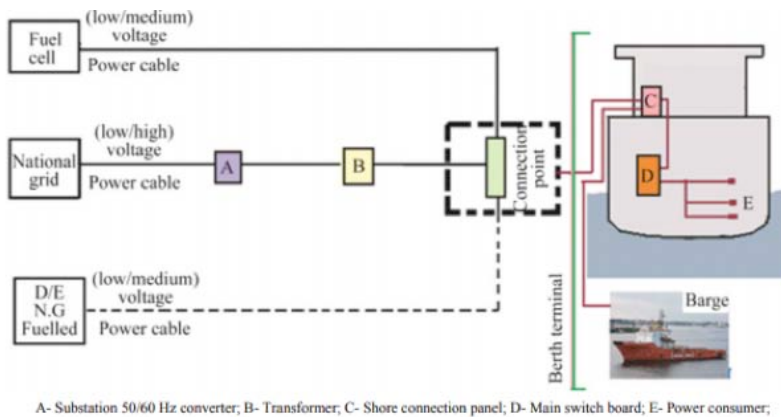 (low/medium)
voltage
Fuel
cell
Power cable
(low/high)
voltage
National
grid
Power cable
A
B
Connection
point
C
D
E
(low/medium)
voltage
D/E
N.G
Fuelled
Power cable
Berth terminal
Barge
A- Substation 50/60 Hz converter; B- Transformer; C- Shore connection panel; D- Main switch board; E- Power consumer;